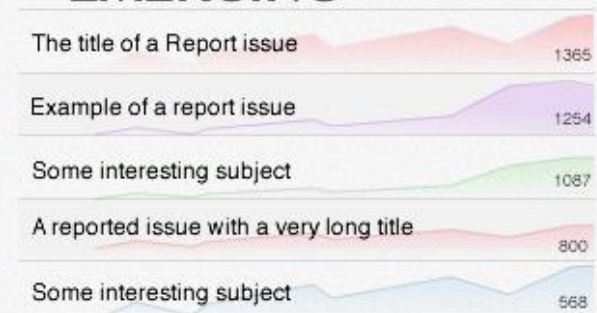 EMERGING
The title of a Report issue
1365
Example of a report issue
1254
Some interesting subject
1087
A reported issue with a very long title
800
Some interesting subject
568